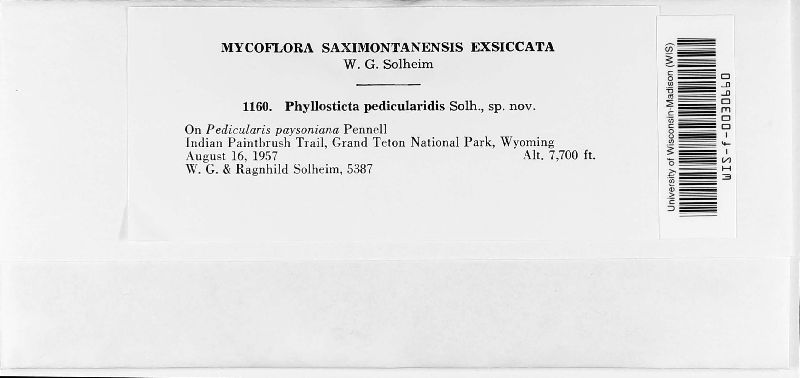 MYCOFLORA SAXIMONTANENSIS EXSICCATA
W. G. Solheim
1160. Phyllosticta pedicularidis Solh., sp. nov.
On Pedicularis paysoniana Pennell
Indian Paintbrush Trail, Grand Teton National Park, Wyoming
August 16, 1957 Alt. 7,700 ft.
W. G. & Ragnhild Solheim, 5387
University of Wisconsin-Madison (WIS)
WIS-f-0090300